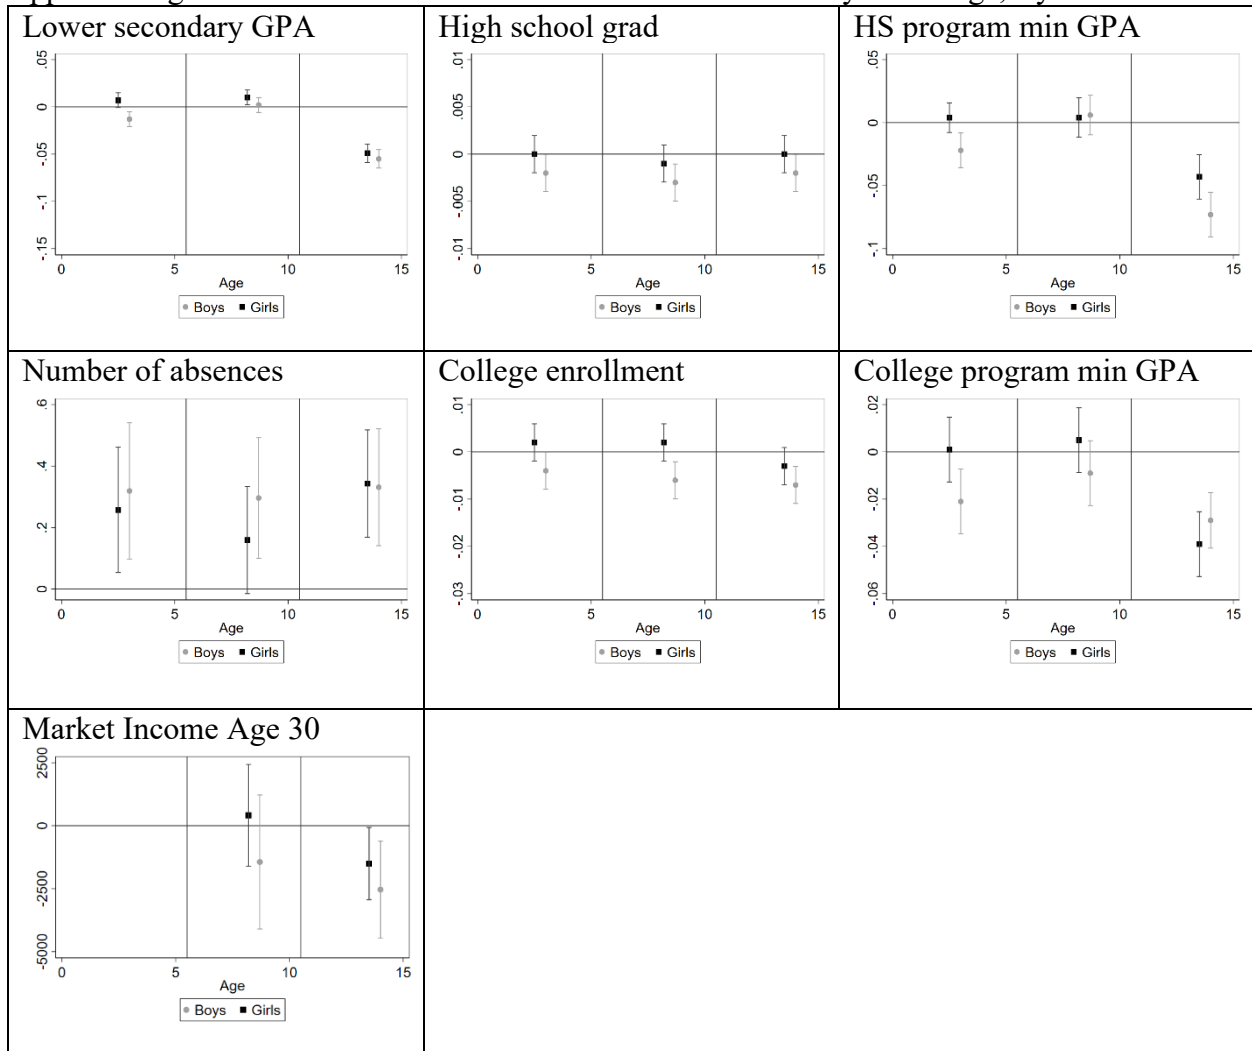 Lower secondary GPA
.05
0
-.05
-.1
-.15
0 5 10 15
Age
Boys Girls
High school grad
.01
.005
0
-.005
-.01
0 5 10 15
Age
Boys Girls
HS program min GPA
.05
0
-.05
-.1
0 5 10 15
Age
Boys Girls
Number of absences
.6
.4
.2
0
0 5 10 15
Age
Boys Girls
College enrollment
.01
0
-.01
-.02
-.03
0 5 10 15
Age
Boys Girls
College program min GPA
.02
0
-.02
-.04
-.06
0 5 10 15
Age
Boys Girls
Market Income Age 30
2500
0
-2500
-5000
0 5 10 15
Age
Boys Girls